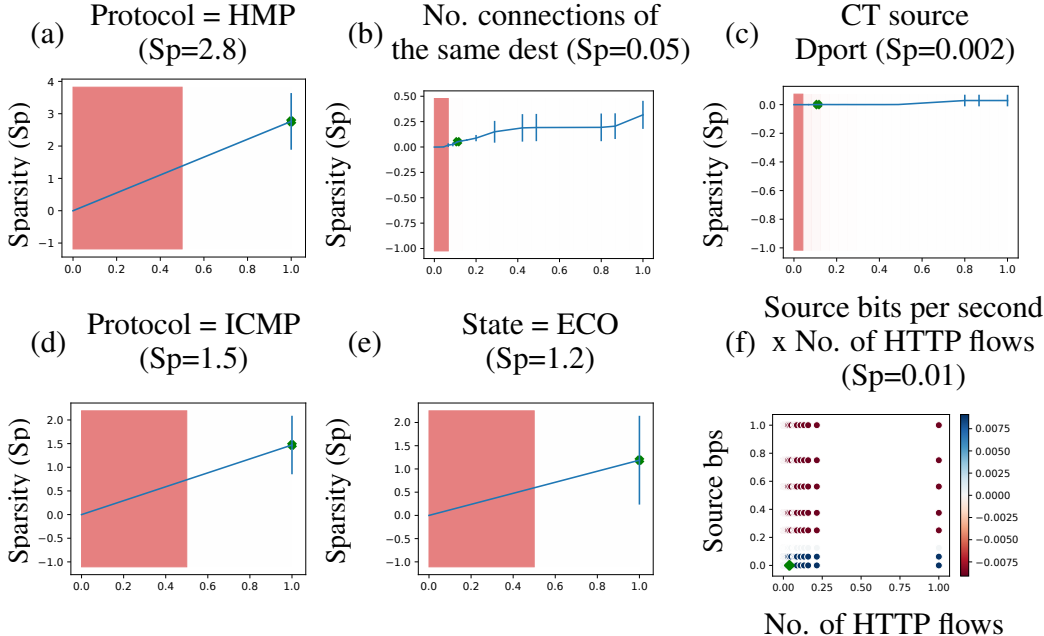 (a) Protocol = HMP
(Sp=2.8)
Sparsity (Sp)
4
3
2
1
0
−1
0.0 0.2 0.4 0.6 0.8 1.0
(b) No. connections of
the same dest (Sp=0.05)
Sparsity (Sp)
0.50
0.25
0.00
−0.25
−0.50
−0.75
−1.00
0.0 0.2 0.4 0.6 0.8 1.0
(c) CT source
Dport (Sp=0.002)
Sparsity (Sp)
0.0
−0.2
−0.4
−0.6
−0.8
−1.0
0.0 0.2 0.4 0.6 0.8 1.0
(d) Protocol = ICMP
(Sp=1.5)
Sparsity (Sp)
2.0
1.5
1.0
0.5
0.0
−0.5
−1.0
0.0 0.2 0.4 0.6 0.8 1.0
(e) State = ECO
(Sp=1.2)
Sparsity (Sp)
2.0
1.5
1.0
0.5
0.0
−0.5
−1.0
0.0 0.2 0.4 0.6 0.8 1.0
Source bits per second
(f) x No. of HTTP flows
(Sp=0.01)
Source bps
1.0
0.8
0.6
0.4
0.2
0.0
0.00 0.25 0.50 0.75 1.00
0.0075
0.0050
0.0025
0.0000
−0.0025
−0.0050
−0.0075
No. of HTTP flows